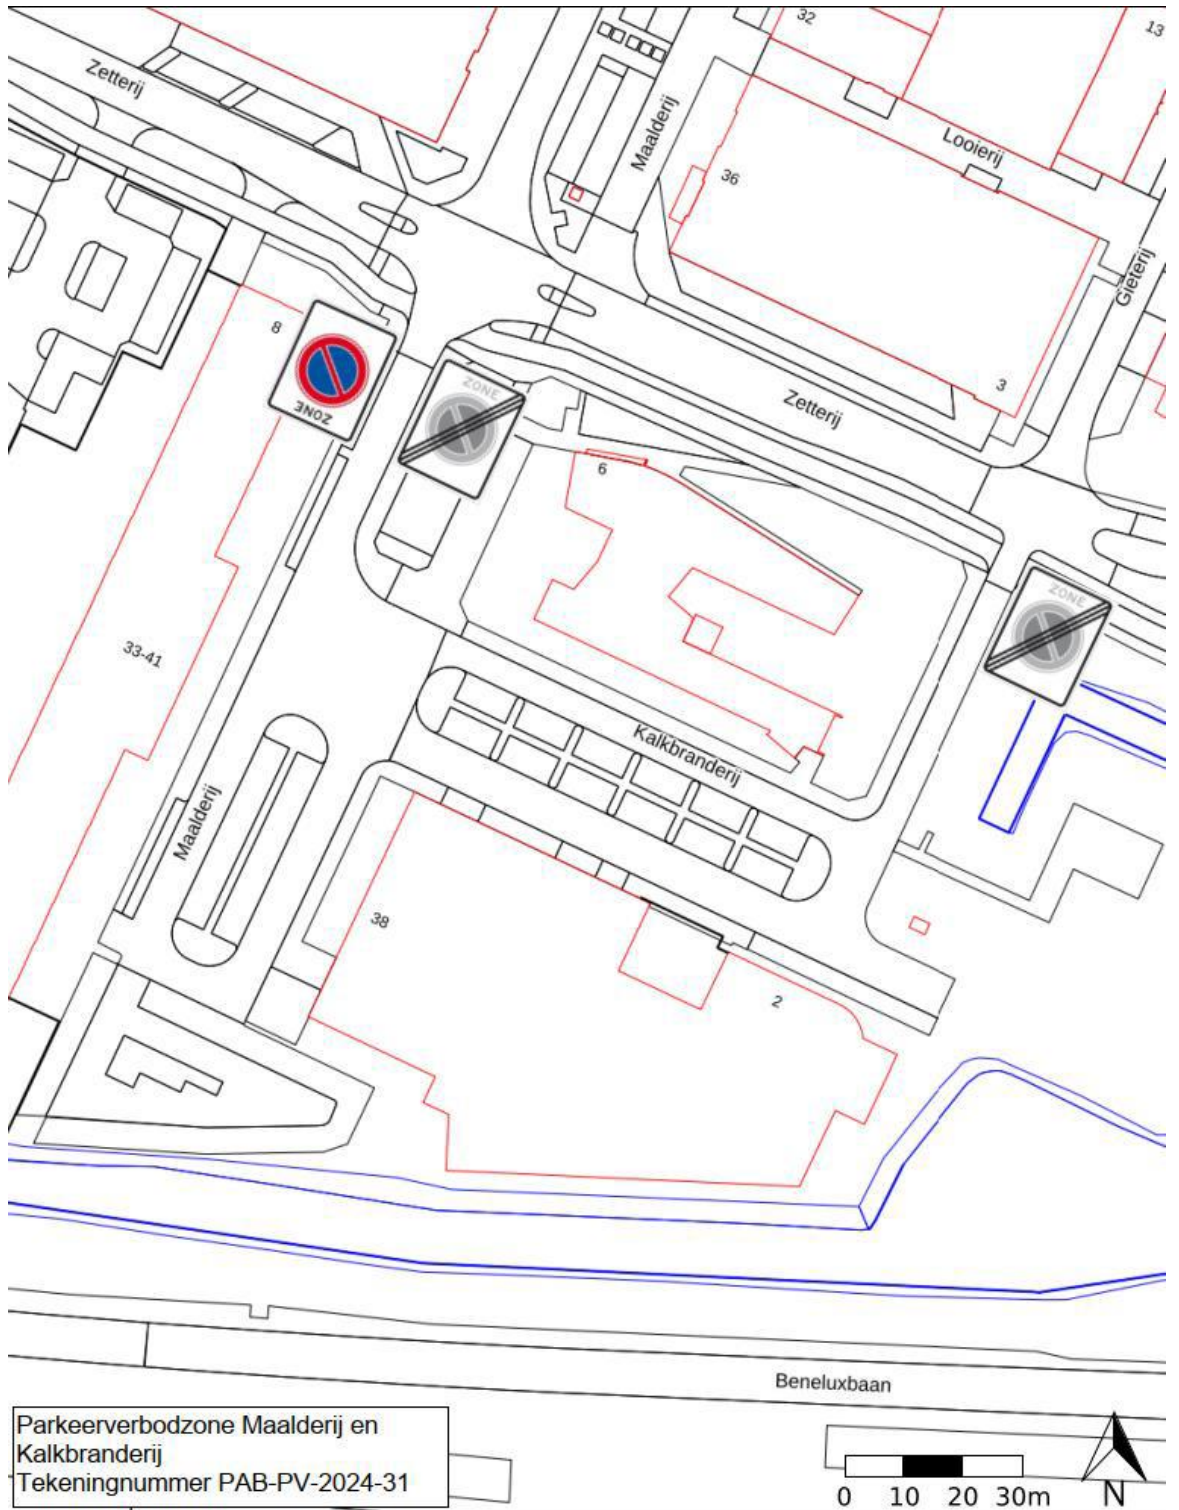 32
13
Zetterij
Maalderij
Looierij
36
Gieterij
8
ZONE
ZONE
3
Zetterij
6
ZONE
33-41
Kalkbranderij
Maalderij
38
2
Beneluxbaan
Parkeerverbodzone Maalderij en
Kalkbranderij
Tekeningnummer PAB-PV-2024-31
0 10 20 30m
N